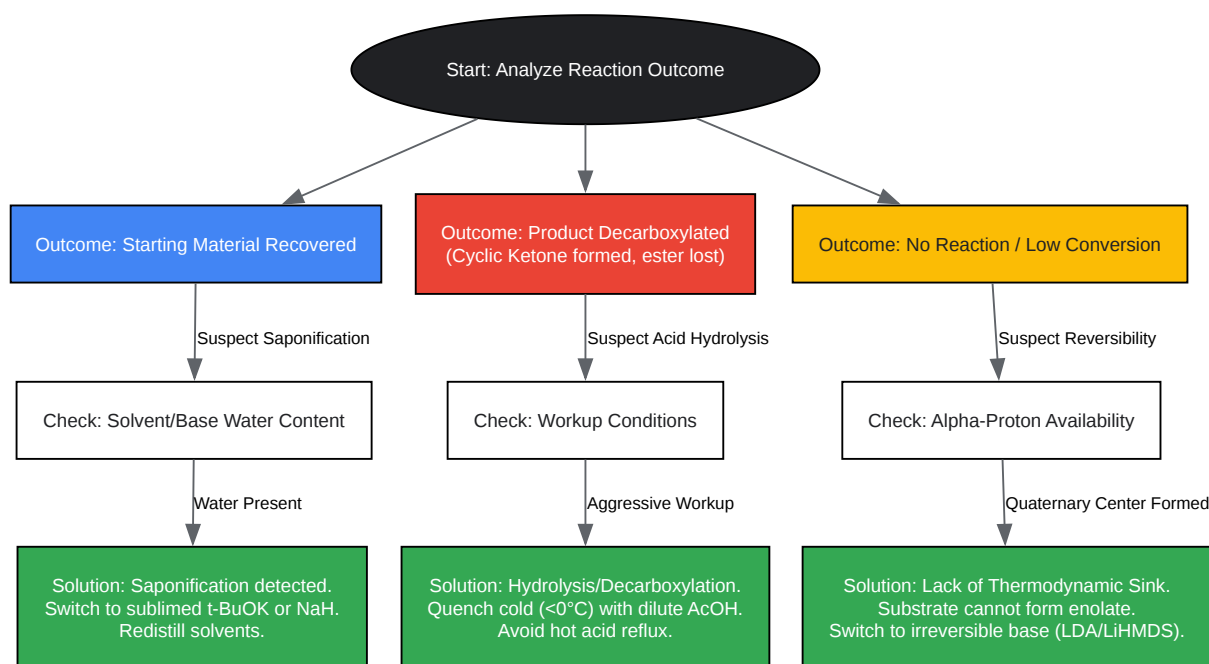 Start: Analyze Reaction Outcome
Outcome: Starting Material Recovered
Outcome: Product Decarboxylated
(Cyclic Ketone formed, ester lost)
Outcome: No Reaction / Low Conversion
Suspect Saponification
Suspect Acid Hydrolysis
Suspect Reversibility
Check: Solvent/Base Water Content
Check: Workup Conditions
Check: Alpha-Proton Availability
Water Present
Aggressive Workup
Quaternary Center Formed
Solution: Saponification detected.
Switch to sublimed t-BuOK or NaH.
Redistill solvents.
Solution: Hydrolysis/Decarboxylation.
Quench cold (<0°C) with dilute AcOH.
Avoid hot acid reflux.
Solution: Lack of Thermodynamic Sink.
Substrate cannot form enolate.
Switch to irreversible base (LDA/LiHMDS).